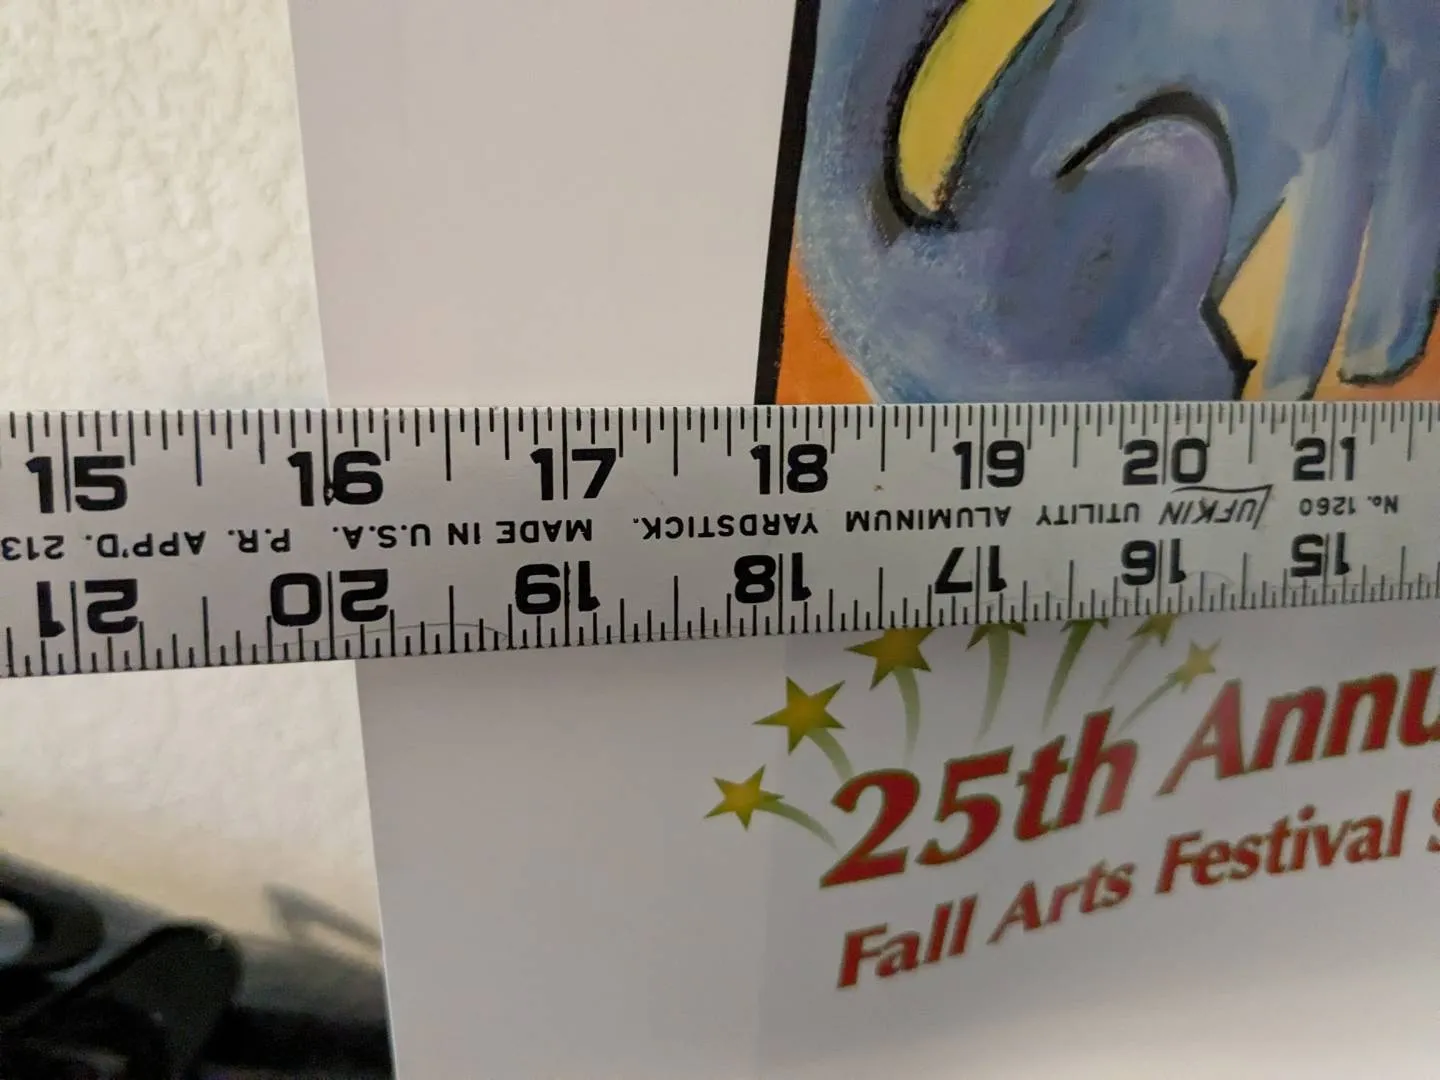 15 16 17 18 19 20 21
No. 1260 LUFKIN UTILITY ALUMINUM YARDSTICK. MADE IN U.S.A. P.R. APP'D. 213
15 16 17 18 19 20 21
25th Annu
Fall Arts Festival S